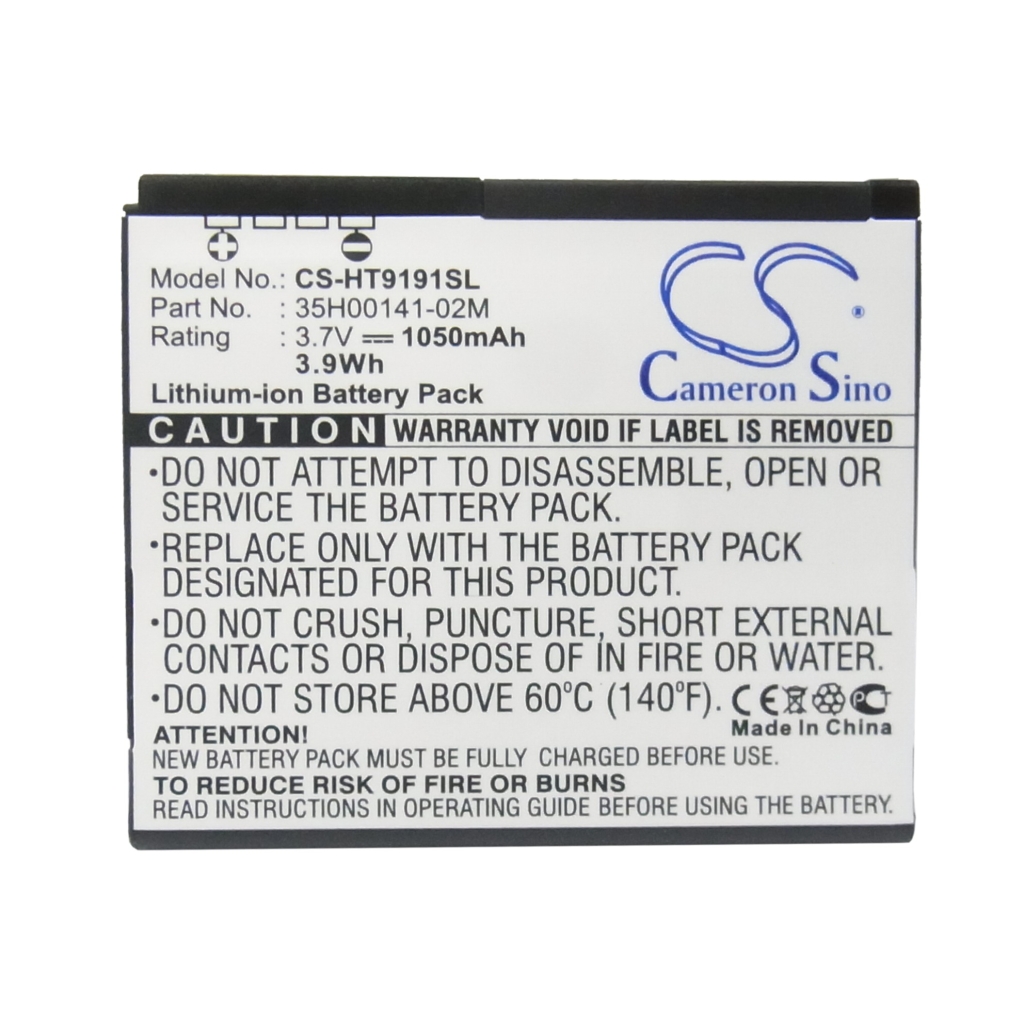 Model No.: CS-HT9191SL
Part No. : 35H00141-02M
Rating : 3.7V 1050mAh
3.9Wh
Lithium-ion Battery Pack
CS ®
Cameron Sino
CAUTION WARRANTY VOID IF LABEL IS REMOVED
•DO NOT ATTEMPT TO DISASSEMBLE, OPEN OR
SERVICE THE BATTERY PACK.
•REPLACE ONLY WITH THE BATTERY PACK
DESIGNATED FOR THIS PRODUCT.
•DO NOT CRUSH, PUNCTURE, SHORT EXTERNAL
CONTACTS OR DISPOSE OF IN FIRE OR WATER.
•DO NOT STORE ABOVE 60°C (140°F). CE PCT
Made In China
ATTENTION!
NEW BATTERY PACK MUST BE FULLY CHARGED BEFORE USE.
TO REDUCE RISK OF FIRE OR BURNS
READ INSTRUCTIONS IN OPERATING GUIDE BEFORE USING THE BATTERY.